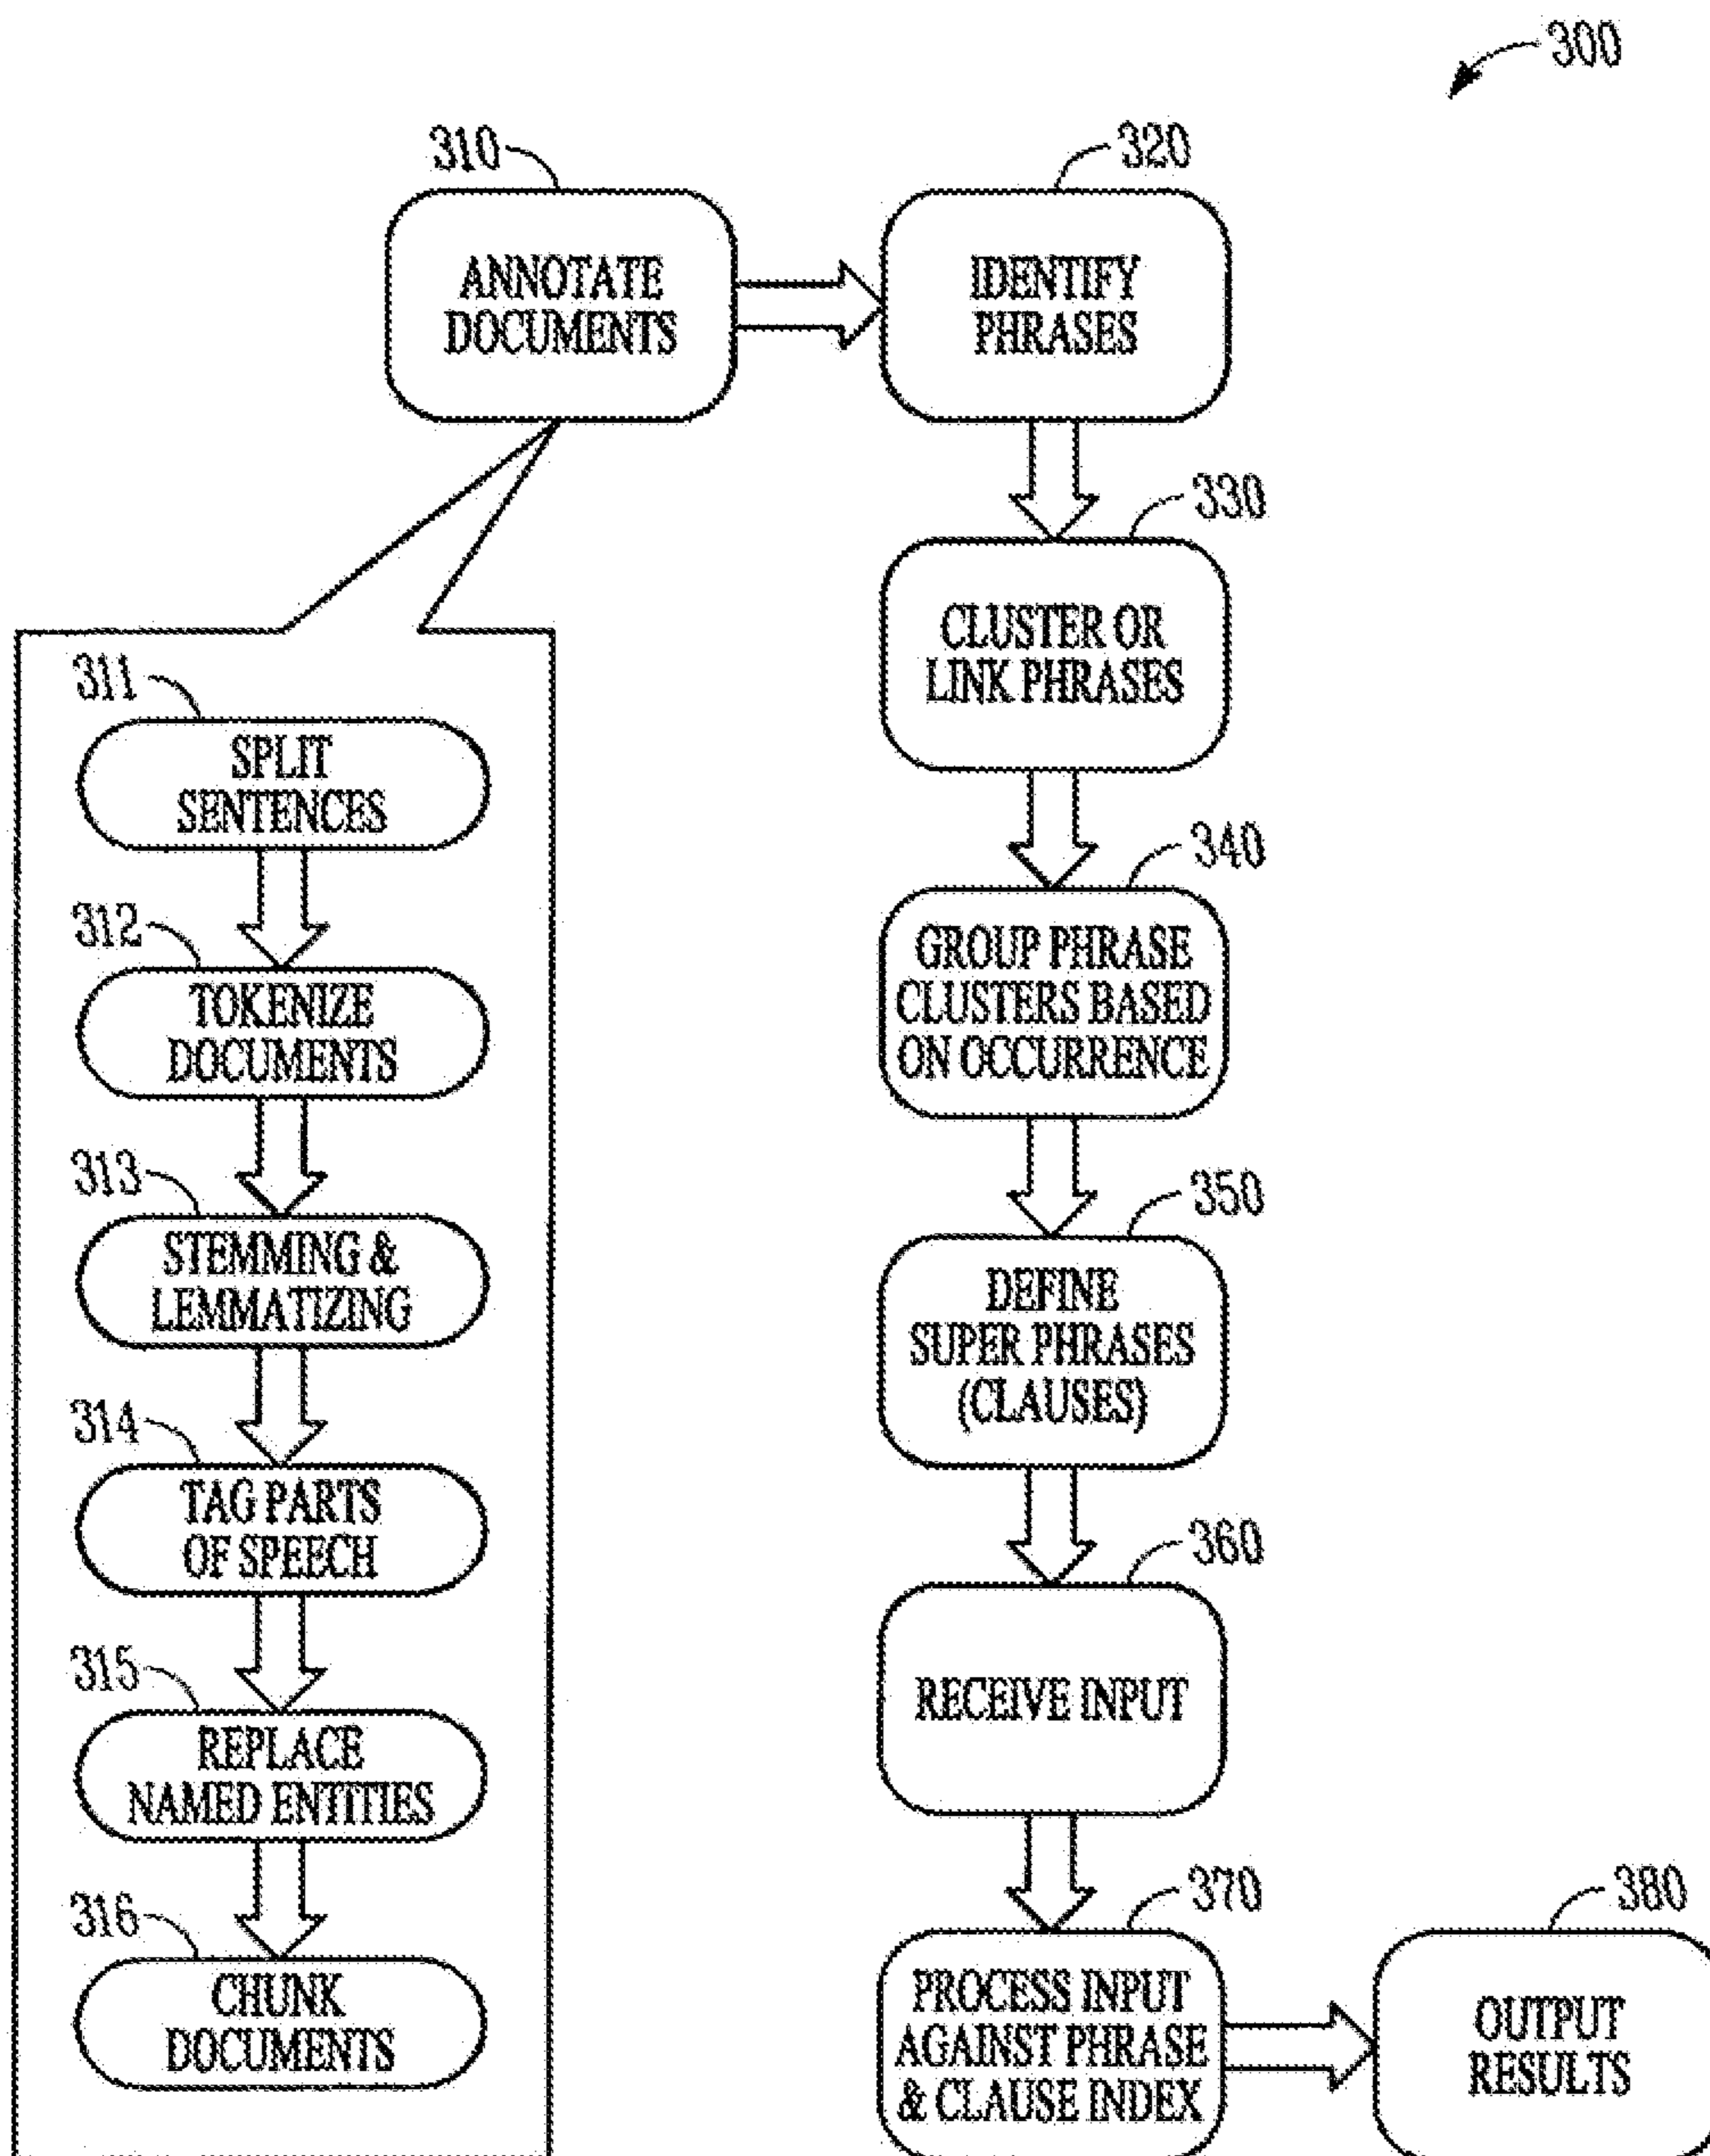 300
310
ANNOTATE
DOCUMENTS
320
IDENTIFY
PHRASES
330
CLUSTER OR
LINK PHRASES
340
GROUP PHRASE
CLUSTERS BASED
ON OCCURRENCE
350
DEFINE
SUPER PHRASES
(CLAUSES)
360
RECEIVE INPUT
370
PROCESS INPUT
AGAINST PHRASE
& CLAUSE INDEX
380
OUTPUT
RESULTS
311
SPLIT
SENTENCES
312
TOKENIZE
DOCUMENTS
313
STEMMING &
LEMMATIZING
314
TAG PARTS
OF SPEECH
315
REPLACE
NAMED ENTITIES
316
CHUNK
DOCUMENTS